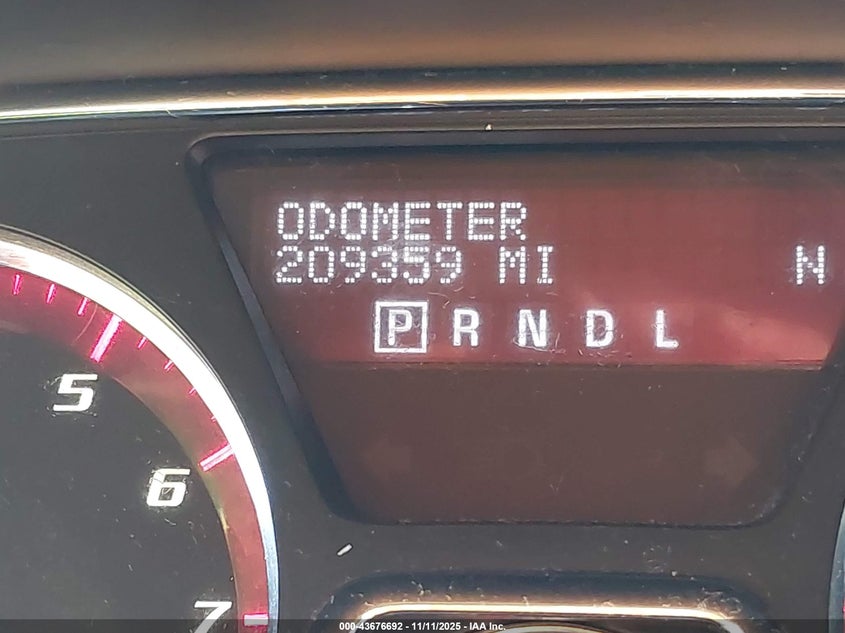 ODOMETER
209359 MI N
P R N D L
5
6
7
000-43676692 - 11/11/2025 - IAA Inc.